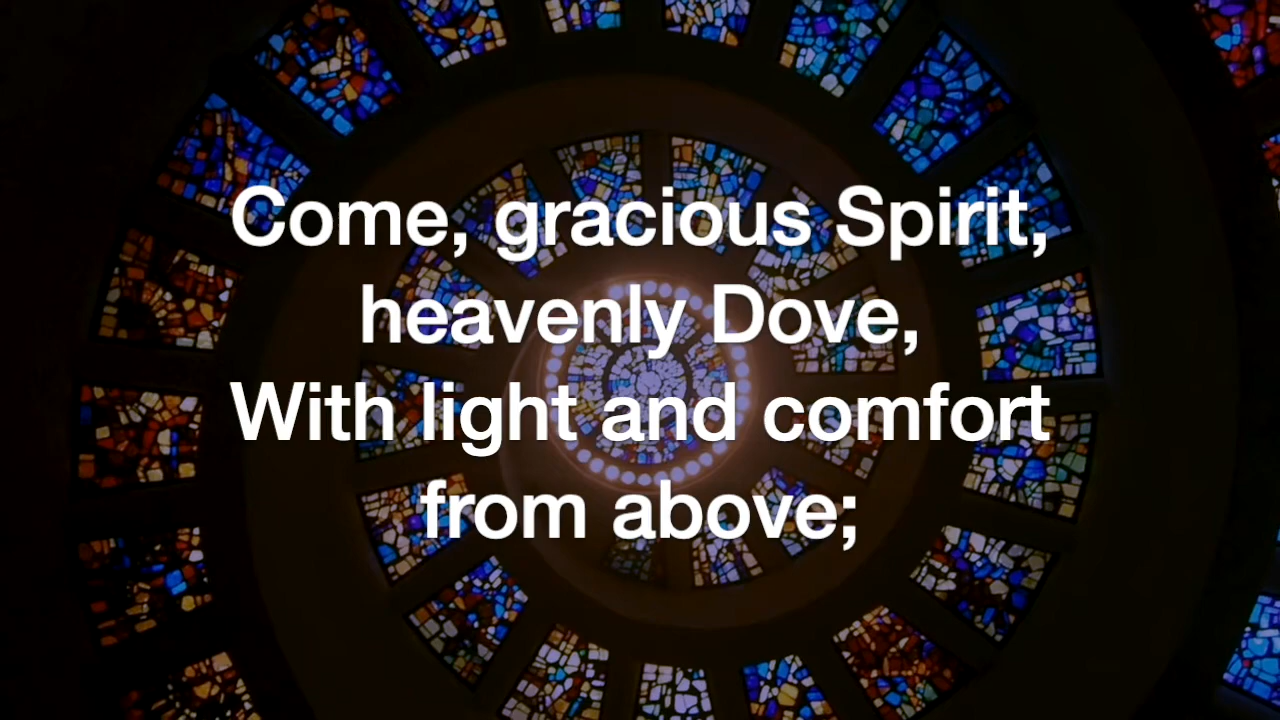 Come, gracious Spirit,
heavenly Dove,
With light and comfort
from above;